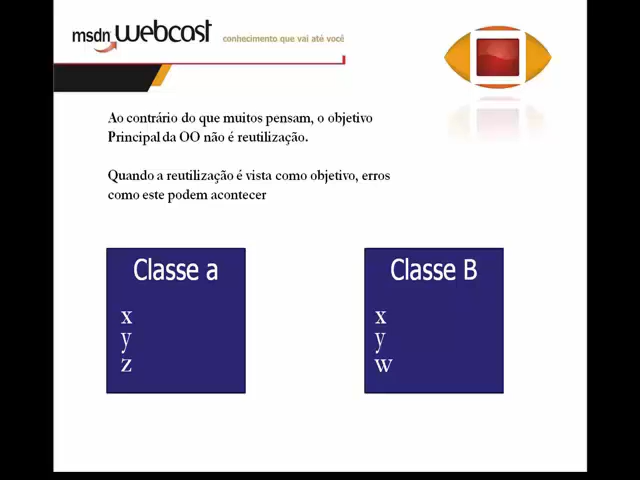 msdn webcast conhecimento que vai até você
Ao contrário do que muitos pensam, o objetivo
Principal da OO não é reutilização.
Quando a reutilização é vista como objetivo, erros
como este podem acontecer
Classe a
x
y
z
Classe B
x
y
w